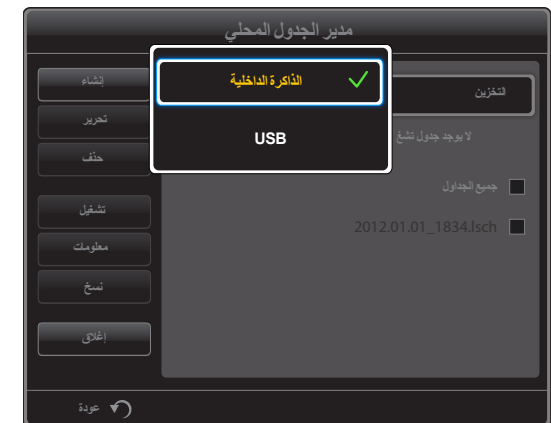 مدير الجدول المحلي
التخزين
الذاكرة الداخلية
USB
لا يوجد جدول تشغ
جميع الجداول
2012.01.01_1834.lsch
إنشاء
تحرير
حذف
تشغيل
معلومات
نسخ
إغلاق
عودة